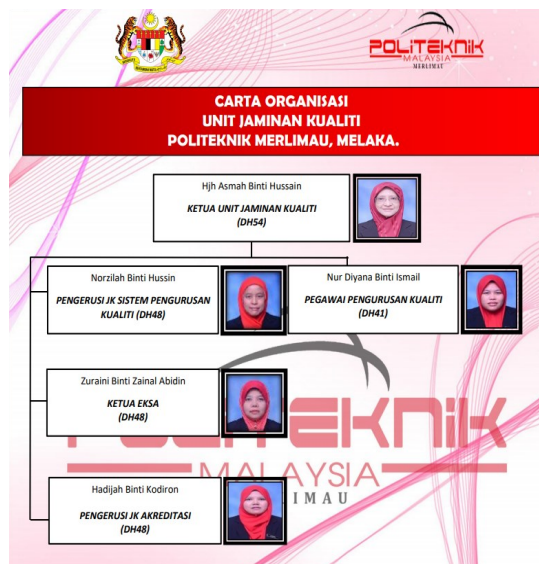 POLITEKNIK
MALAYSIA
MERLIMAU
CARTA ORGANISASI
UNIT JAMINAN KUALITI
POLITEKNIK MERLIMAU, MELAKA.
Hjh Asmah Binti Hussain
KETUA UNIT JAMINAN KUALITI
(DH54)
Norzilah Binti Hussin
PENGERUSI JK SISTEM PENGURUSAN
KUALITI (DH48)
Nur Diyana Binti Ismail
PEGAWAI PENGURUSAN KUALITI
(DH41)
Zuraini Binti Zainal Abidin
KETUA EKSA
(DH48)
Hadijah Binti Kodiron
PENGERUSI JK AKREDITASI
(DH48)
MALAYSIA